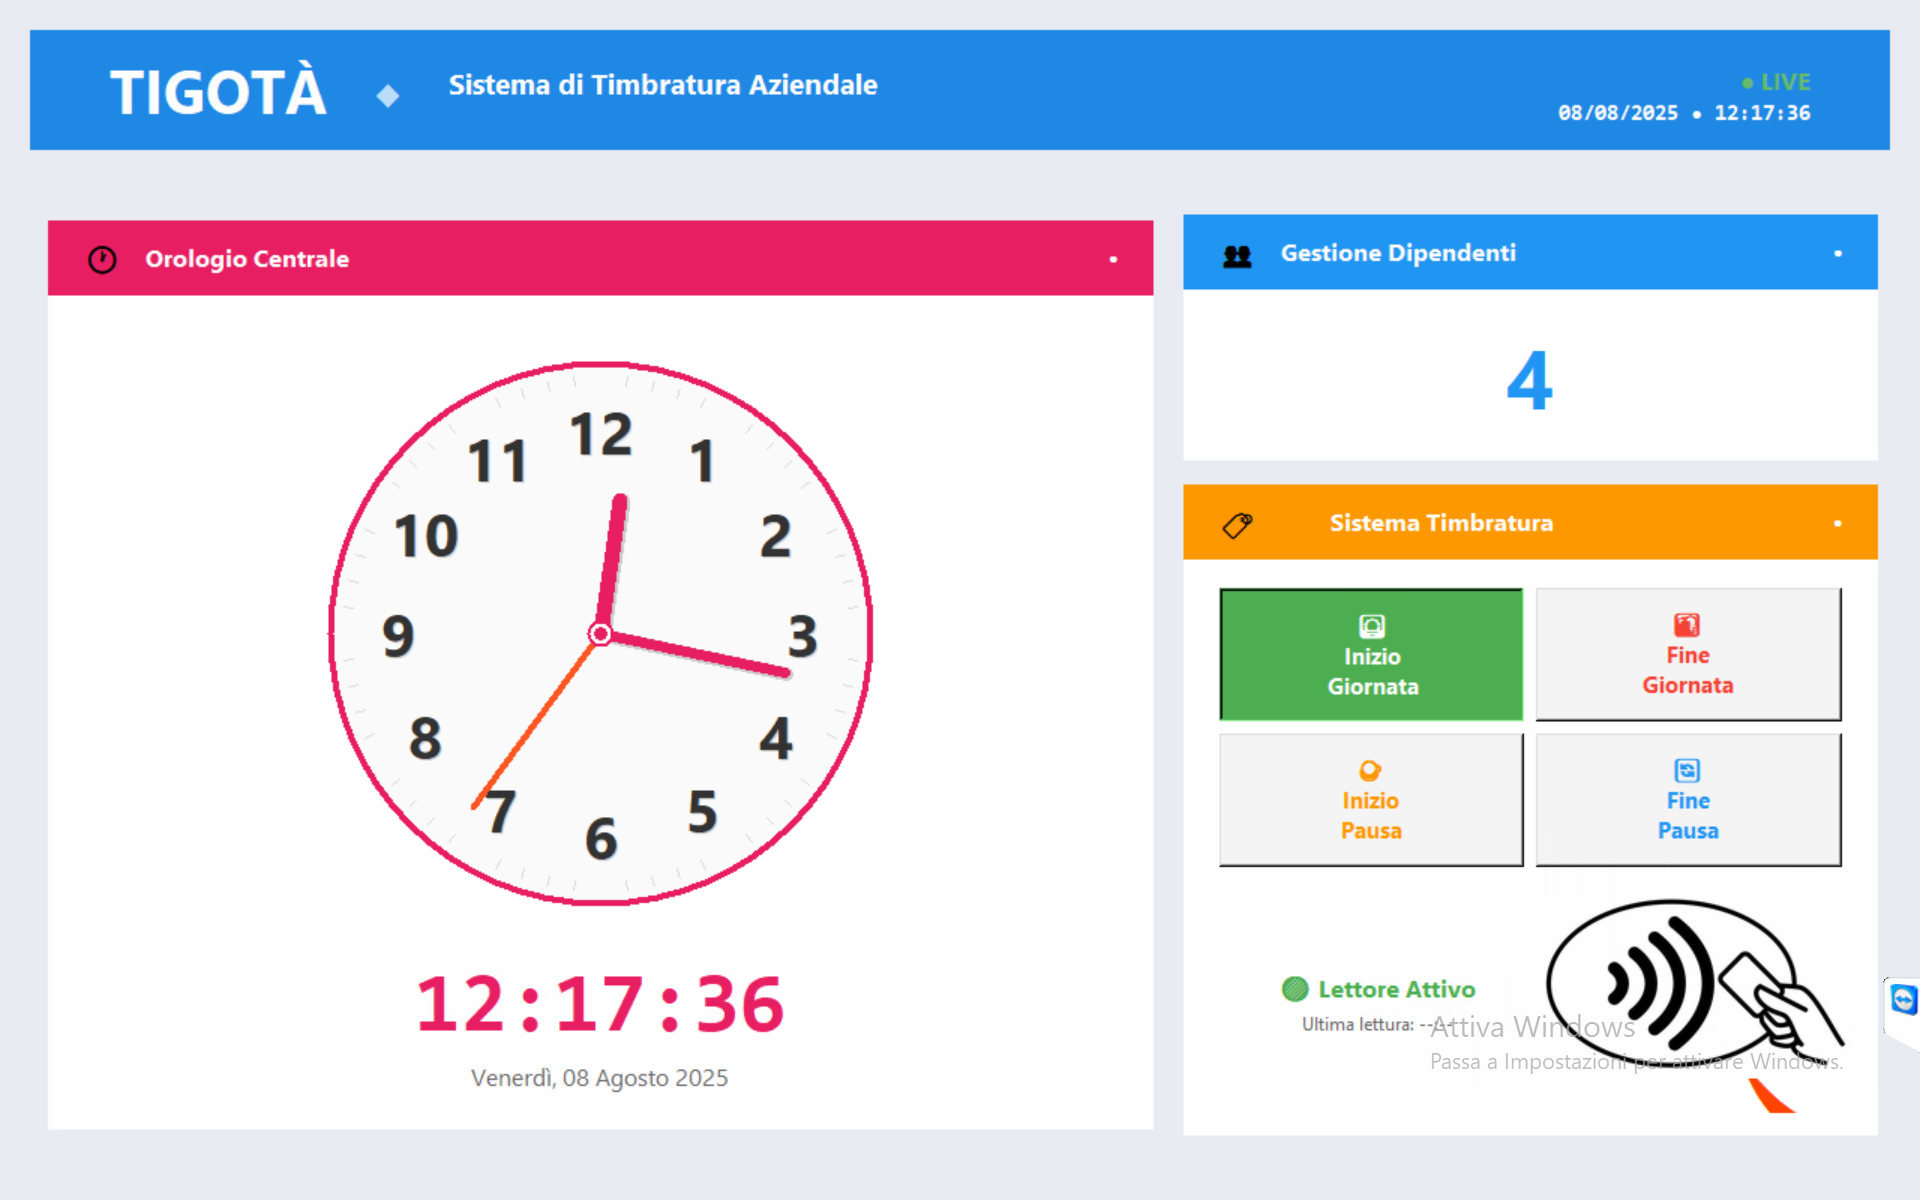 TIGOTÀ ◆ Sistema di Timbratura Aziendale
● LIVE
08/08/2025 • 12:17:36
Orologio Centrale •
12
11 1
10 2
9 3
8 4
7 5
6
12:17:36
Venerdì, 08 Agosto 2025
Gestione Dipendenti •
4
Sistema Timbratura •
Inizio
Giornata
Fine
Giornata
Inizio
Pausa
Fine
Pausa
Lettore Attivo
Ultima lettura: --:--
Attiva Windows
Passa a Impostazioni per attivare Windows.